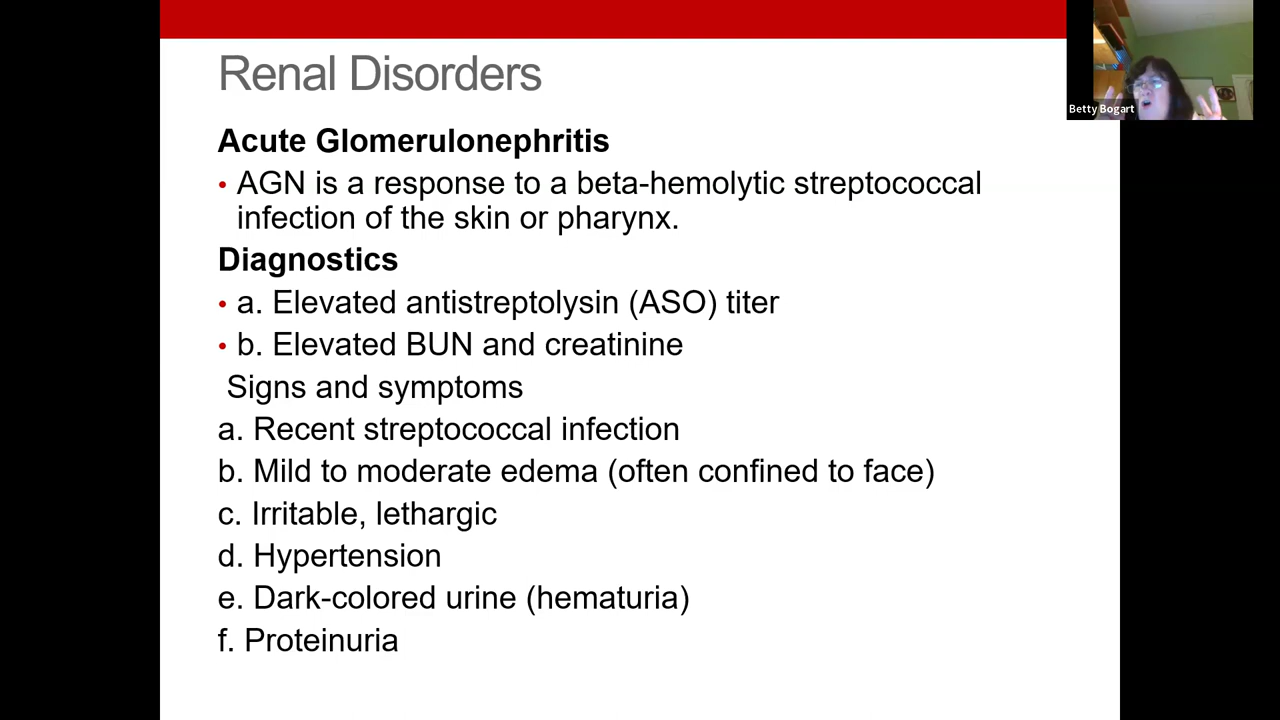 Renal Disorders
Betty Bogart
Acute Glomerulonephritis
• AGN is a response to a beta-hemolytic streptococcal
infection of the skin or pharynx.
Diagnostics
• a. Elevated antistreptolysin (ASO) titer
• b. Elevated BUN and creatinine
Signs and symptoms
a. Recent streptococcal infection
b. Mild to moderate edema (often confined to face)
c. Irritable, lethargic
d. Hypertension
e. Dark-colored urine (hematuria)
f. Proteinuria